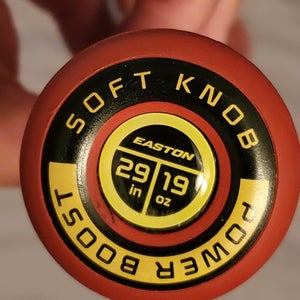 SOFT KNOB
EASTON
29 19
in oz
POWER BOOST